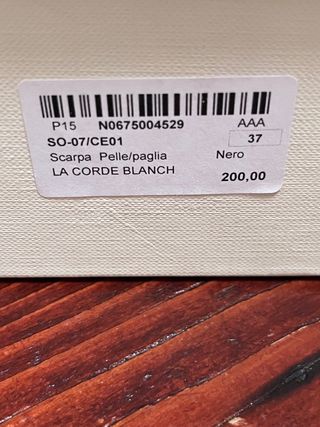 P15 N0675004529 AAA
SO-07/CE01 37
Scarpa Pelle/paglia Nero
LA CORDE BLANCH 200,00